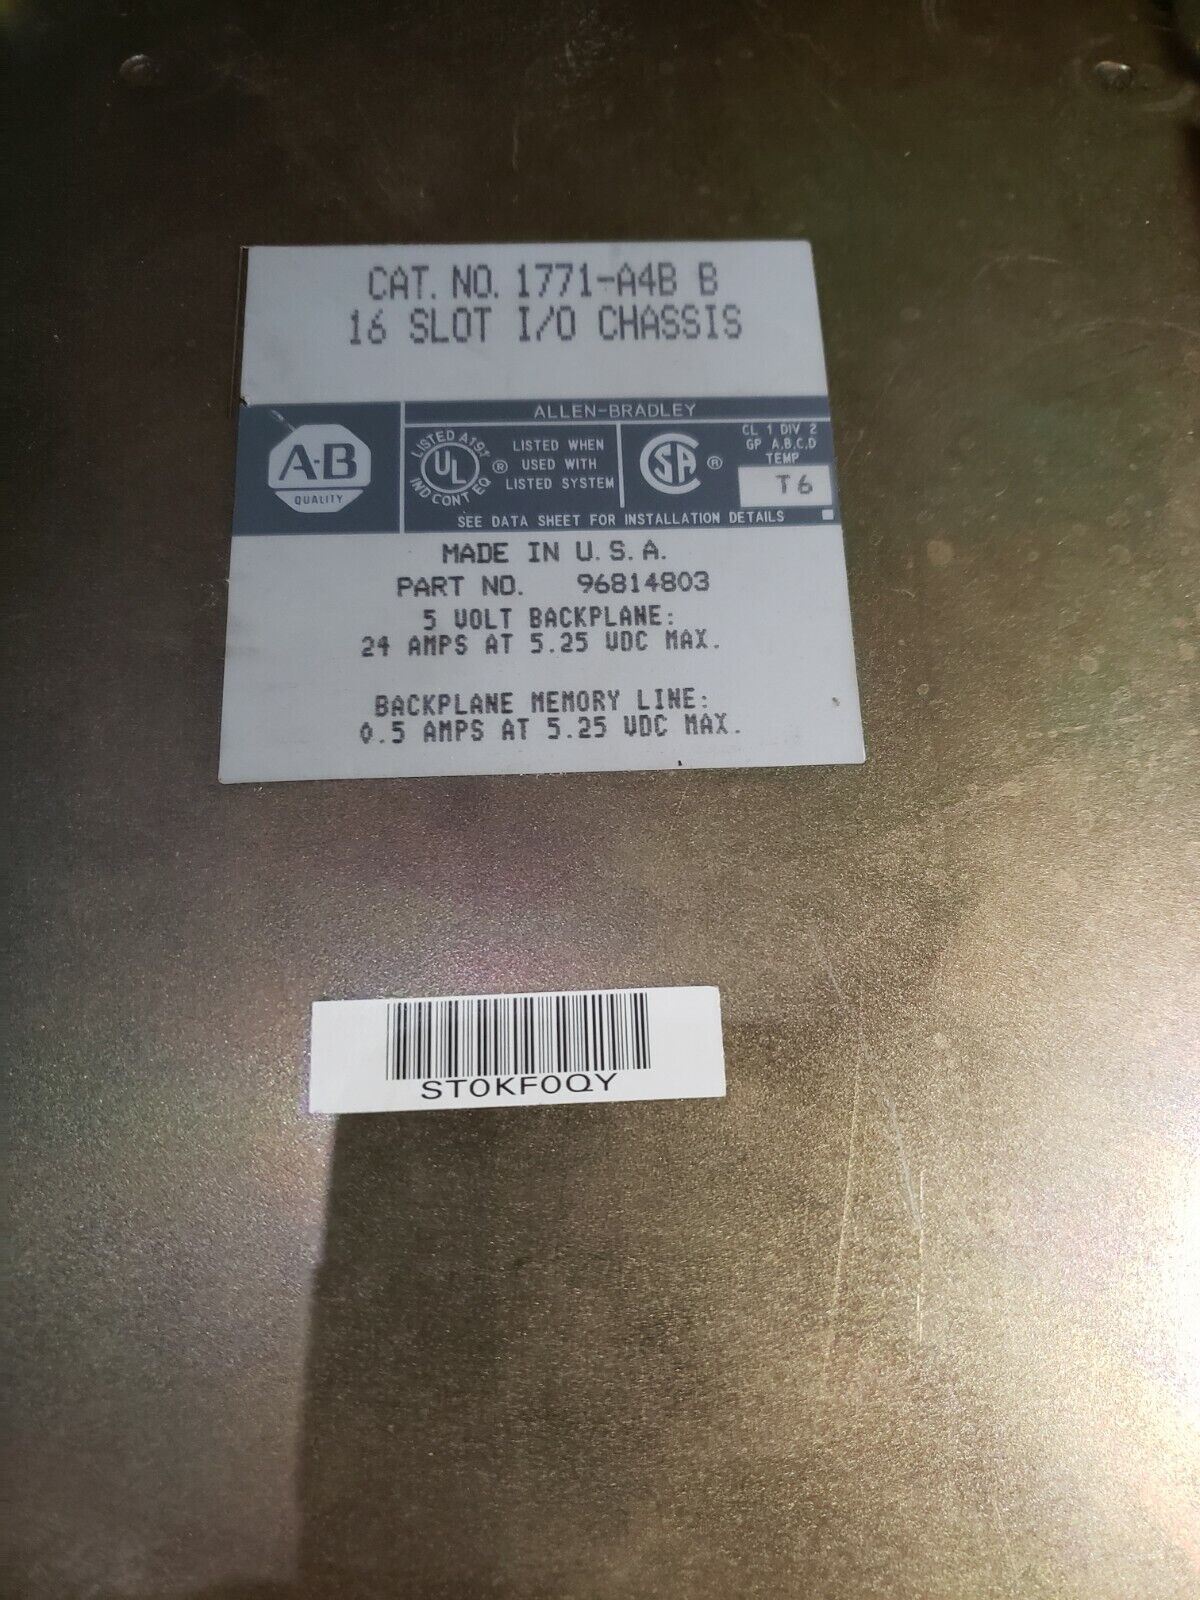 CAT. NO. 1771-A4B B
16 SLOT I/O CHASSIS
ALLEN-BRADLEY
A-B
QUALITY
LISTED A197
UL ®
IND CONT EQ
LISTED WHEN
USED WITH
LISTED SYSTEM
SA ®
CL 1 DIV 2
GP A,B,C,D
TEMP
T6
SEE DATA SHEET FOR INSTALLATION DETAILS
MADE IN U.S.A.
PART NO. 96814803
5 VOLT BACKPLANE:
24 AMPS AT 5.25 VDC MAX.
BACKPLANE MEMORY LINE:
0.5 AMPS AT 5.25 VDC MAX.
ST0KF0QY